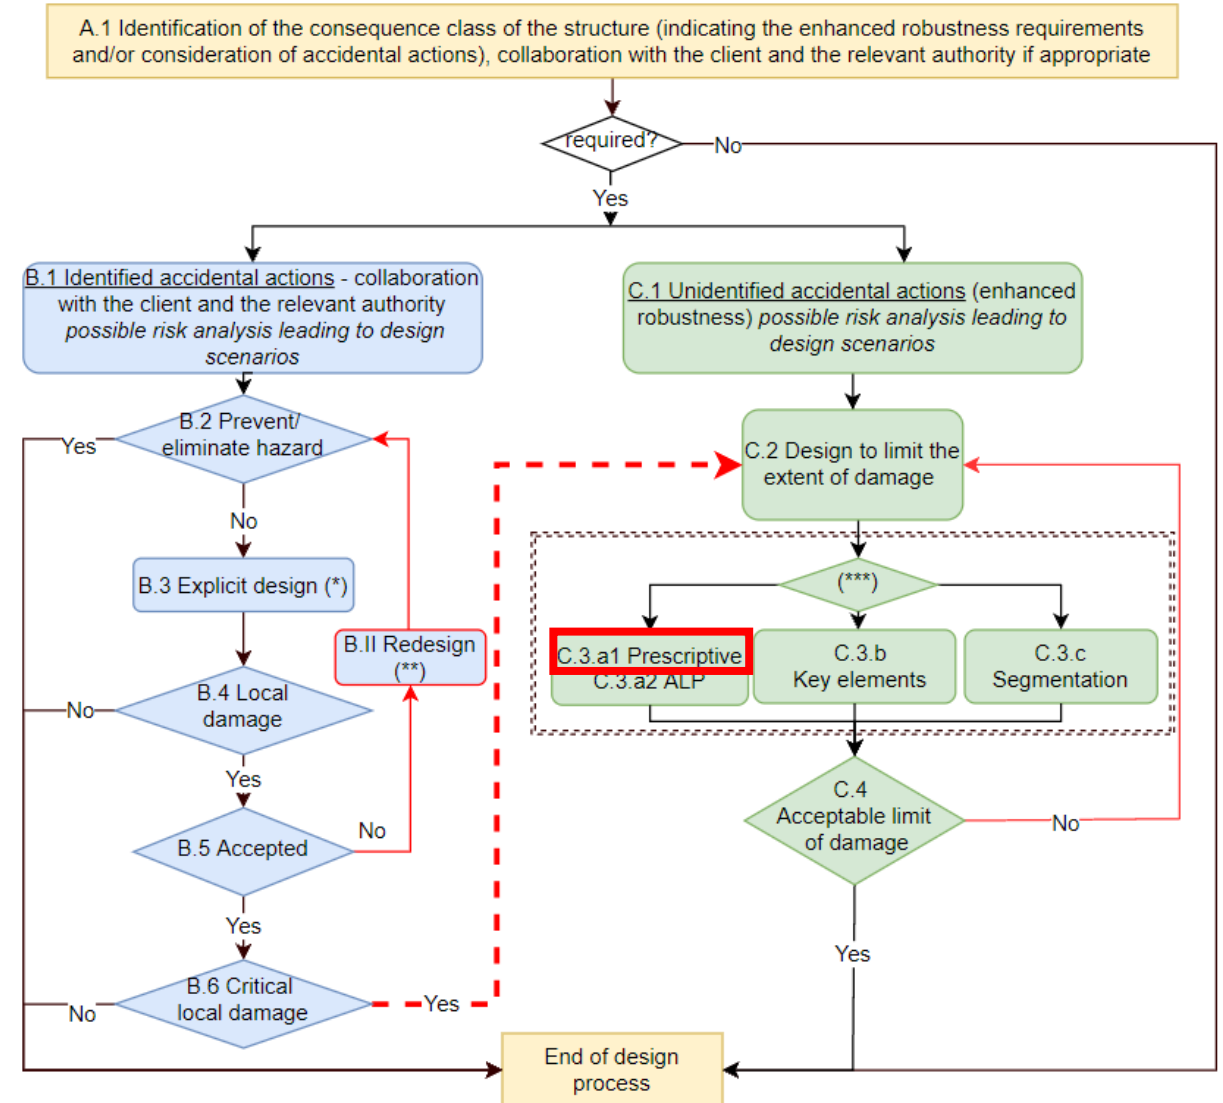 A.1 Identification of the consequence class of the structure (indicating the enhanced robustness requirements
and/or consideration of accidental actions), collaboration with the client and the relevant authority if appropriate
required?
No
Yes
B.1 Identified accidental actions - collaboration
with the client and the relevant authority
possible risk analysis leading to design
scenarios
C.1 Unidentified accidental actions (enhanced
robustness) possible risk analysis leading to
design scenarios
B.2 Prevent/
eliminate hazard
Yes
No
B.3 Explicit design (*)
B.II Redesign
(**)
B.4 Local
damage
No
Yes
B.5 Accepted
No
Yes
B.6 Critical
local damage
No
Yes
C.2 Design to limit the
extent of damage
(***)
C.3.a1 Prescriptive
C.3.a2 ALP
C.3.b
Key elements
C.3.c
Segmentation
C.4
Acceptable limit
of damage
No
Yes
End of design
process